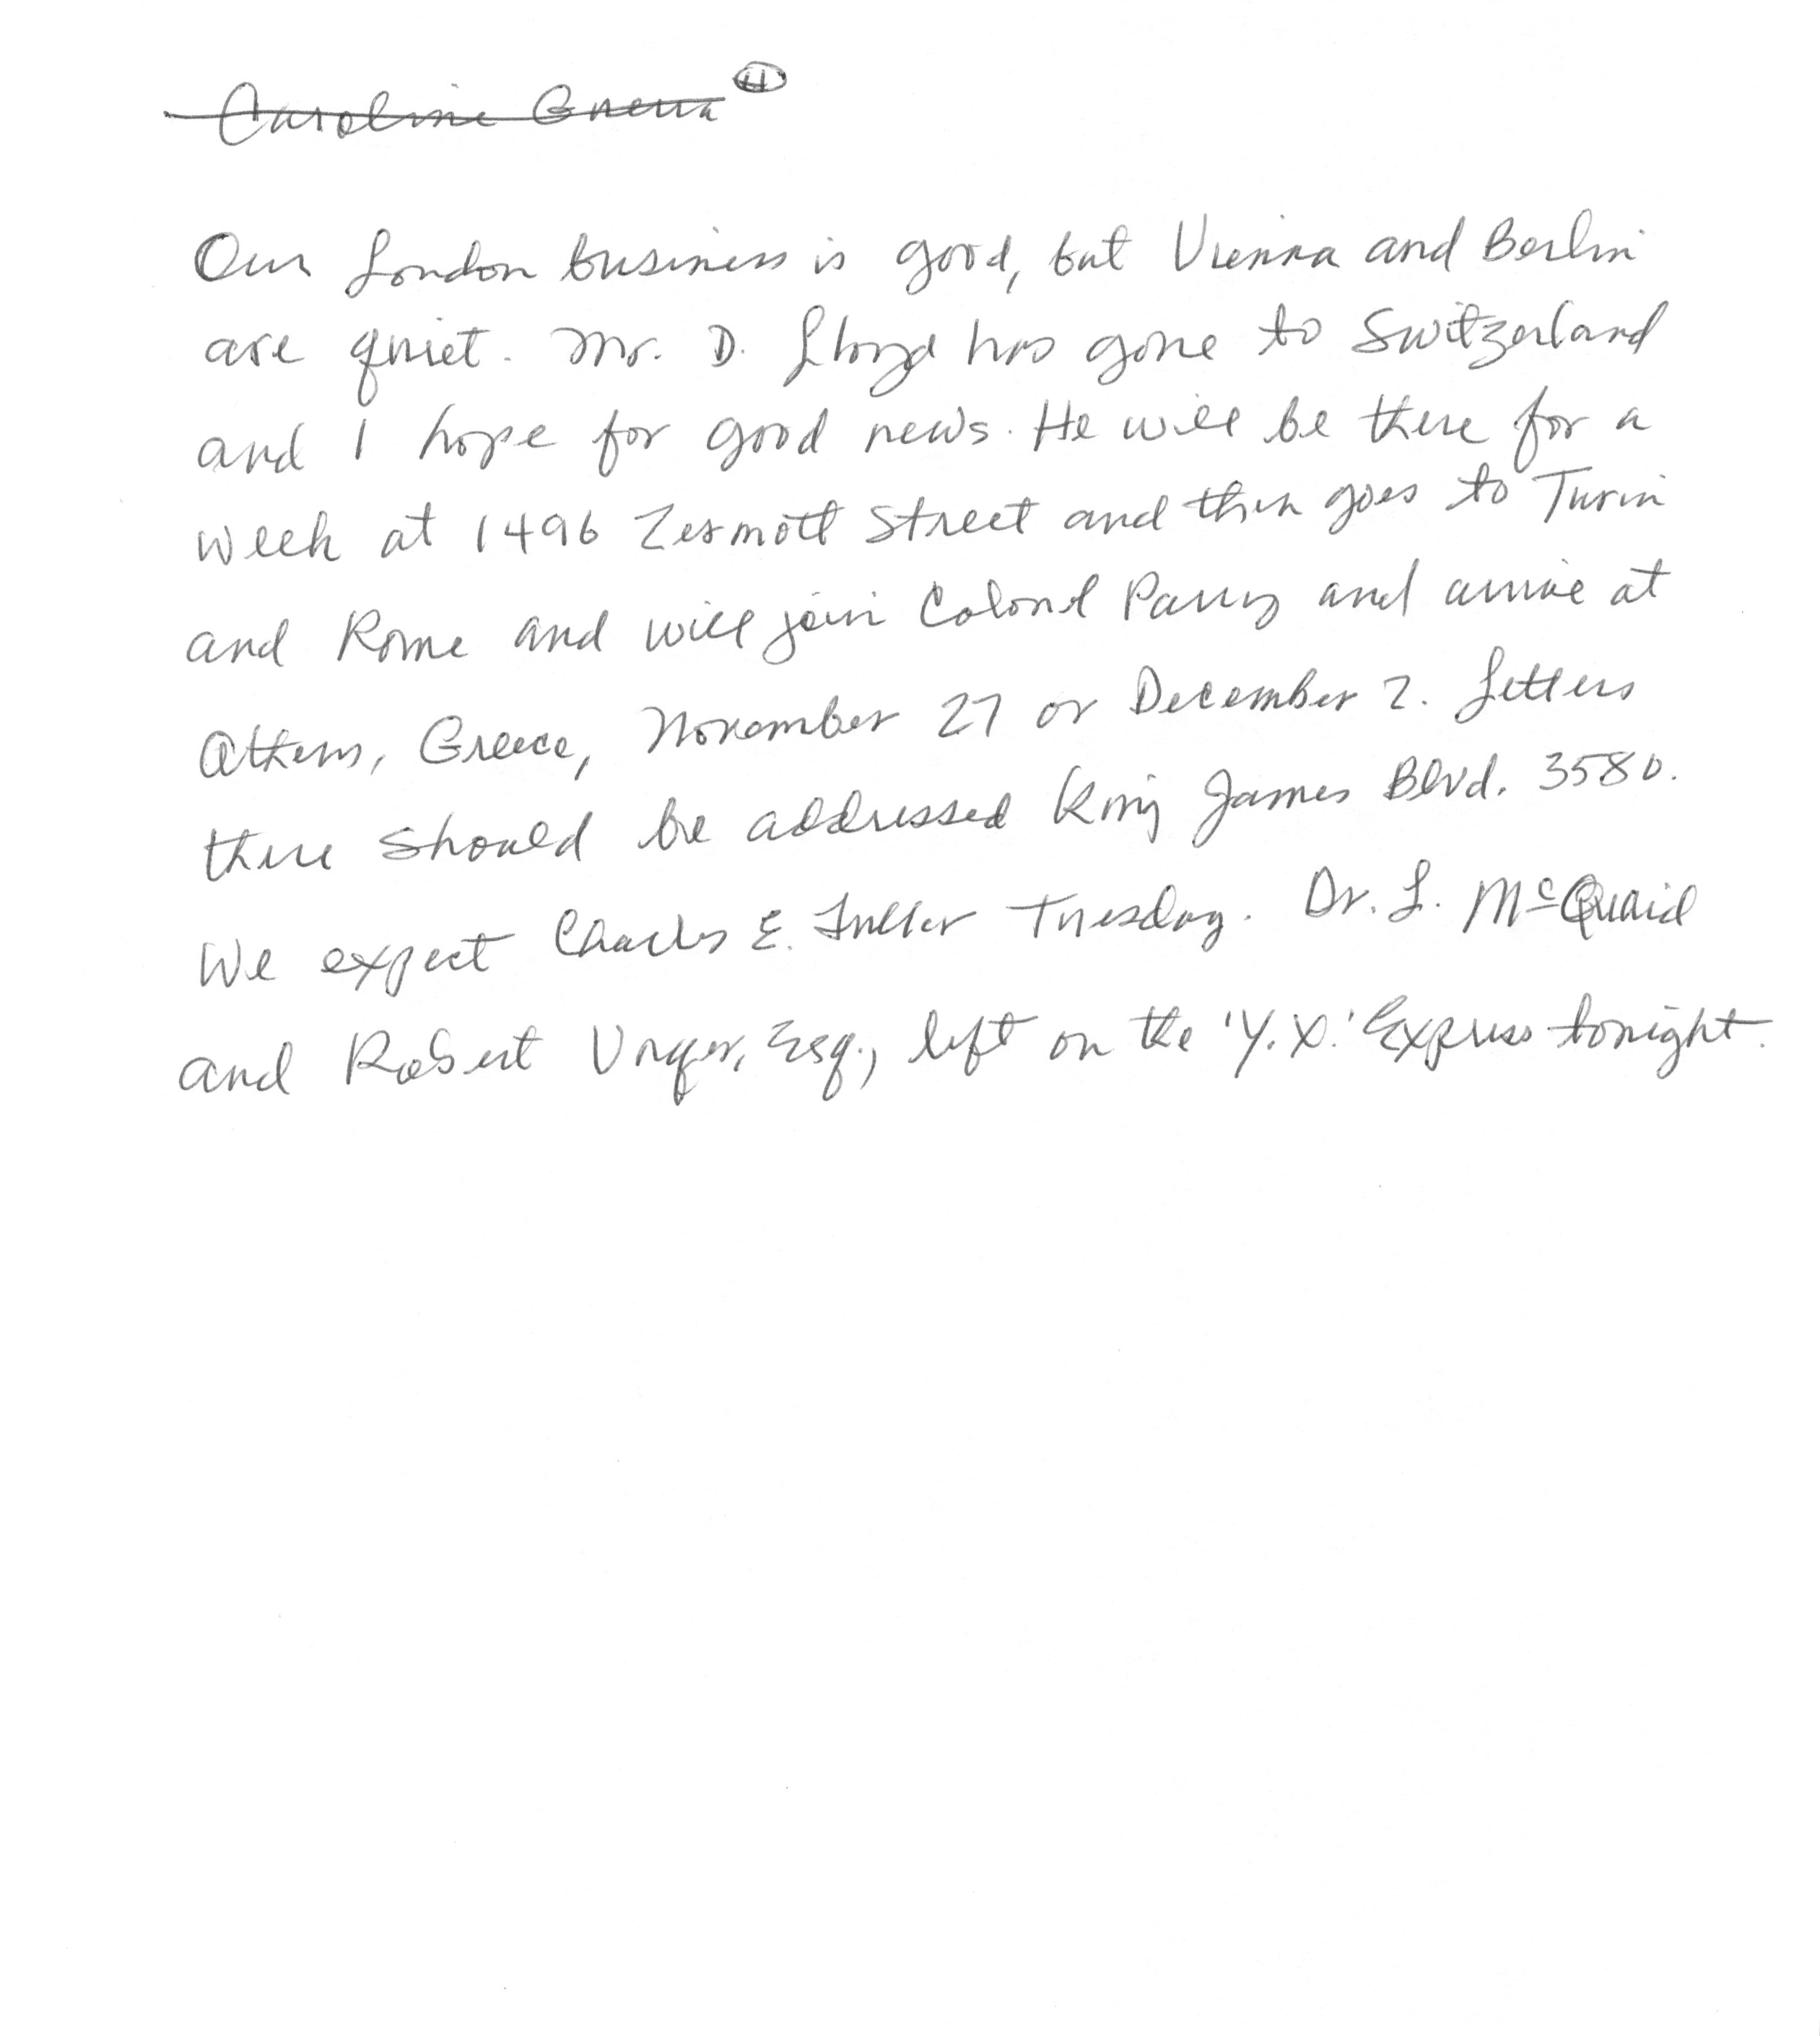 Our London business is good, but Vienna and Berlin
are quiet. Mr. D. Lloyd has gone to Switzerland
and I hope for good news. He will be there for a
week at 1496 Zermott Street and then goes to Turin
and Rome and will join Colonel Parry and arrive at
Athens, Greece, November 27 or December 2. Letters
there should be addressed King James Blvd. 3580.
We expect Charles E. Fuller Tuesday. Dr. L. McQuaid
and Robert Unger, Esq., left on the 'Y.X.' Express tonight.